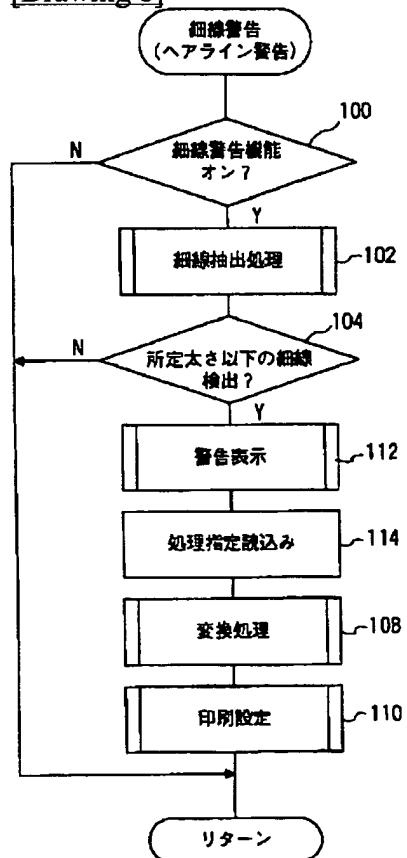 細線警告
(ヘアライン警告)
100
細線警告機能
オン?
N
Y
細線抽出処理
102
104
所定太さ以下の細線
検出?
N
Y
警告表示
112
処理指定読込み
114
変換処理
108
印刷設定
110
リターン